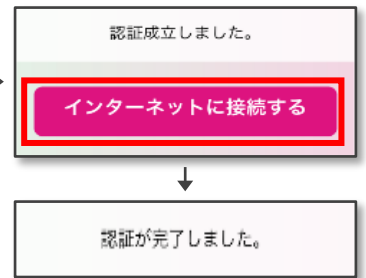 認証成立しました。
インターネットに接続する
認証が完了しました。